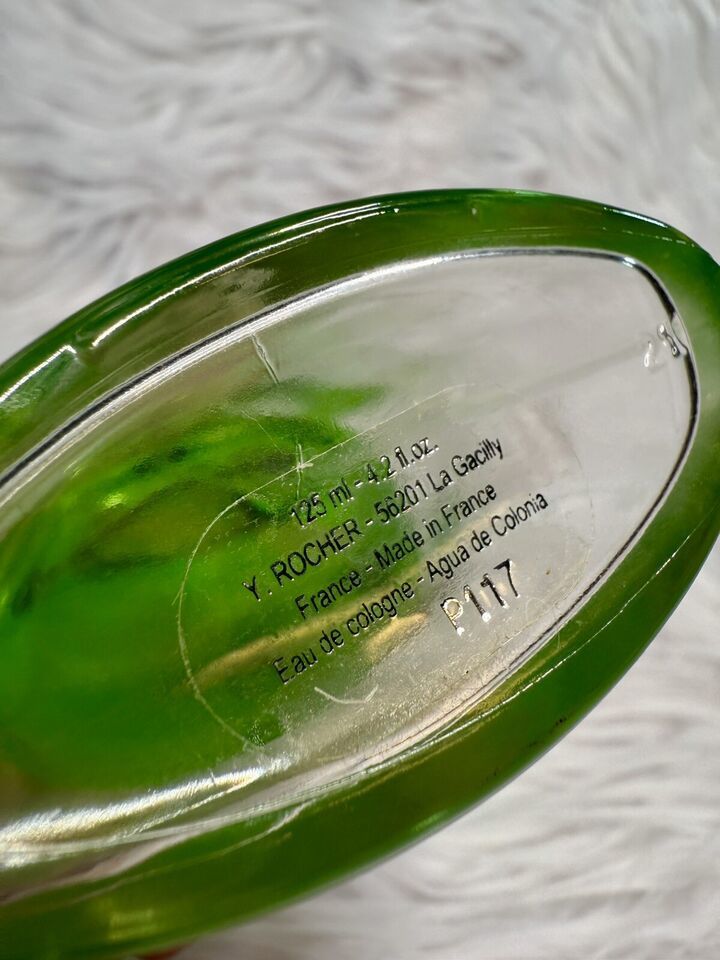 125 ml - 4.2 fl.oz.
Y. ROCHER - 56201 La Gacilly
France - Made in France
Eau de cologne - Agua de Colonia
P117